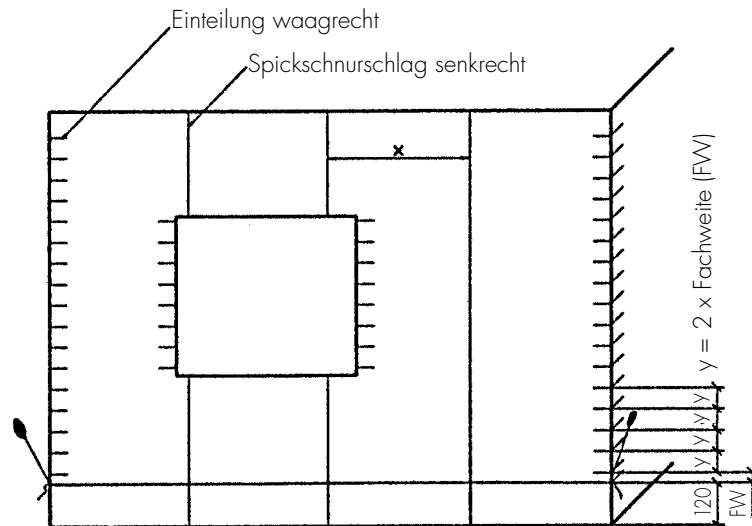 Einteilung waagrecht
Spickschnurschlag senkrecht
x
y = 2 x Fachweite (FW)
y
y
y
y
120
FW